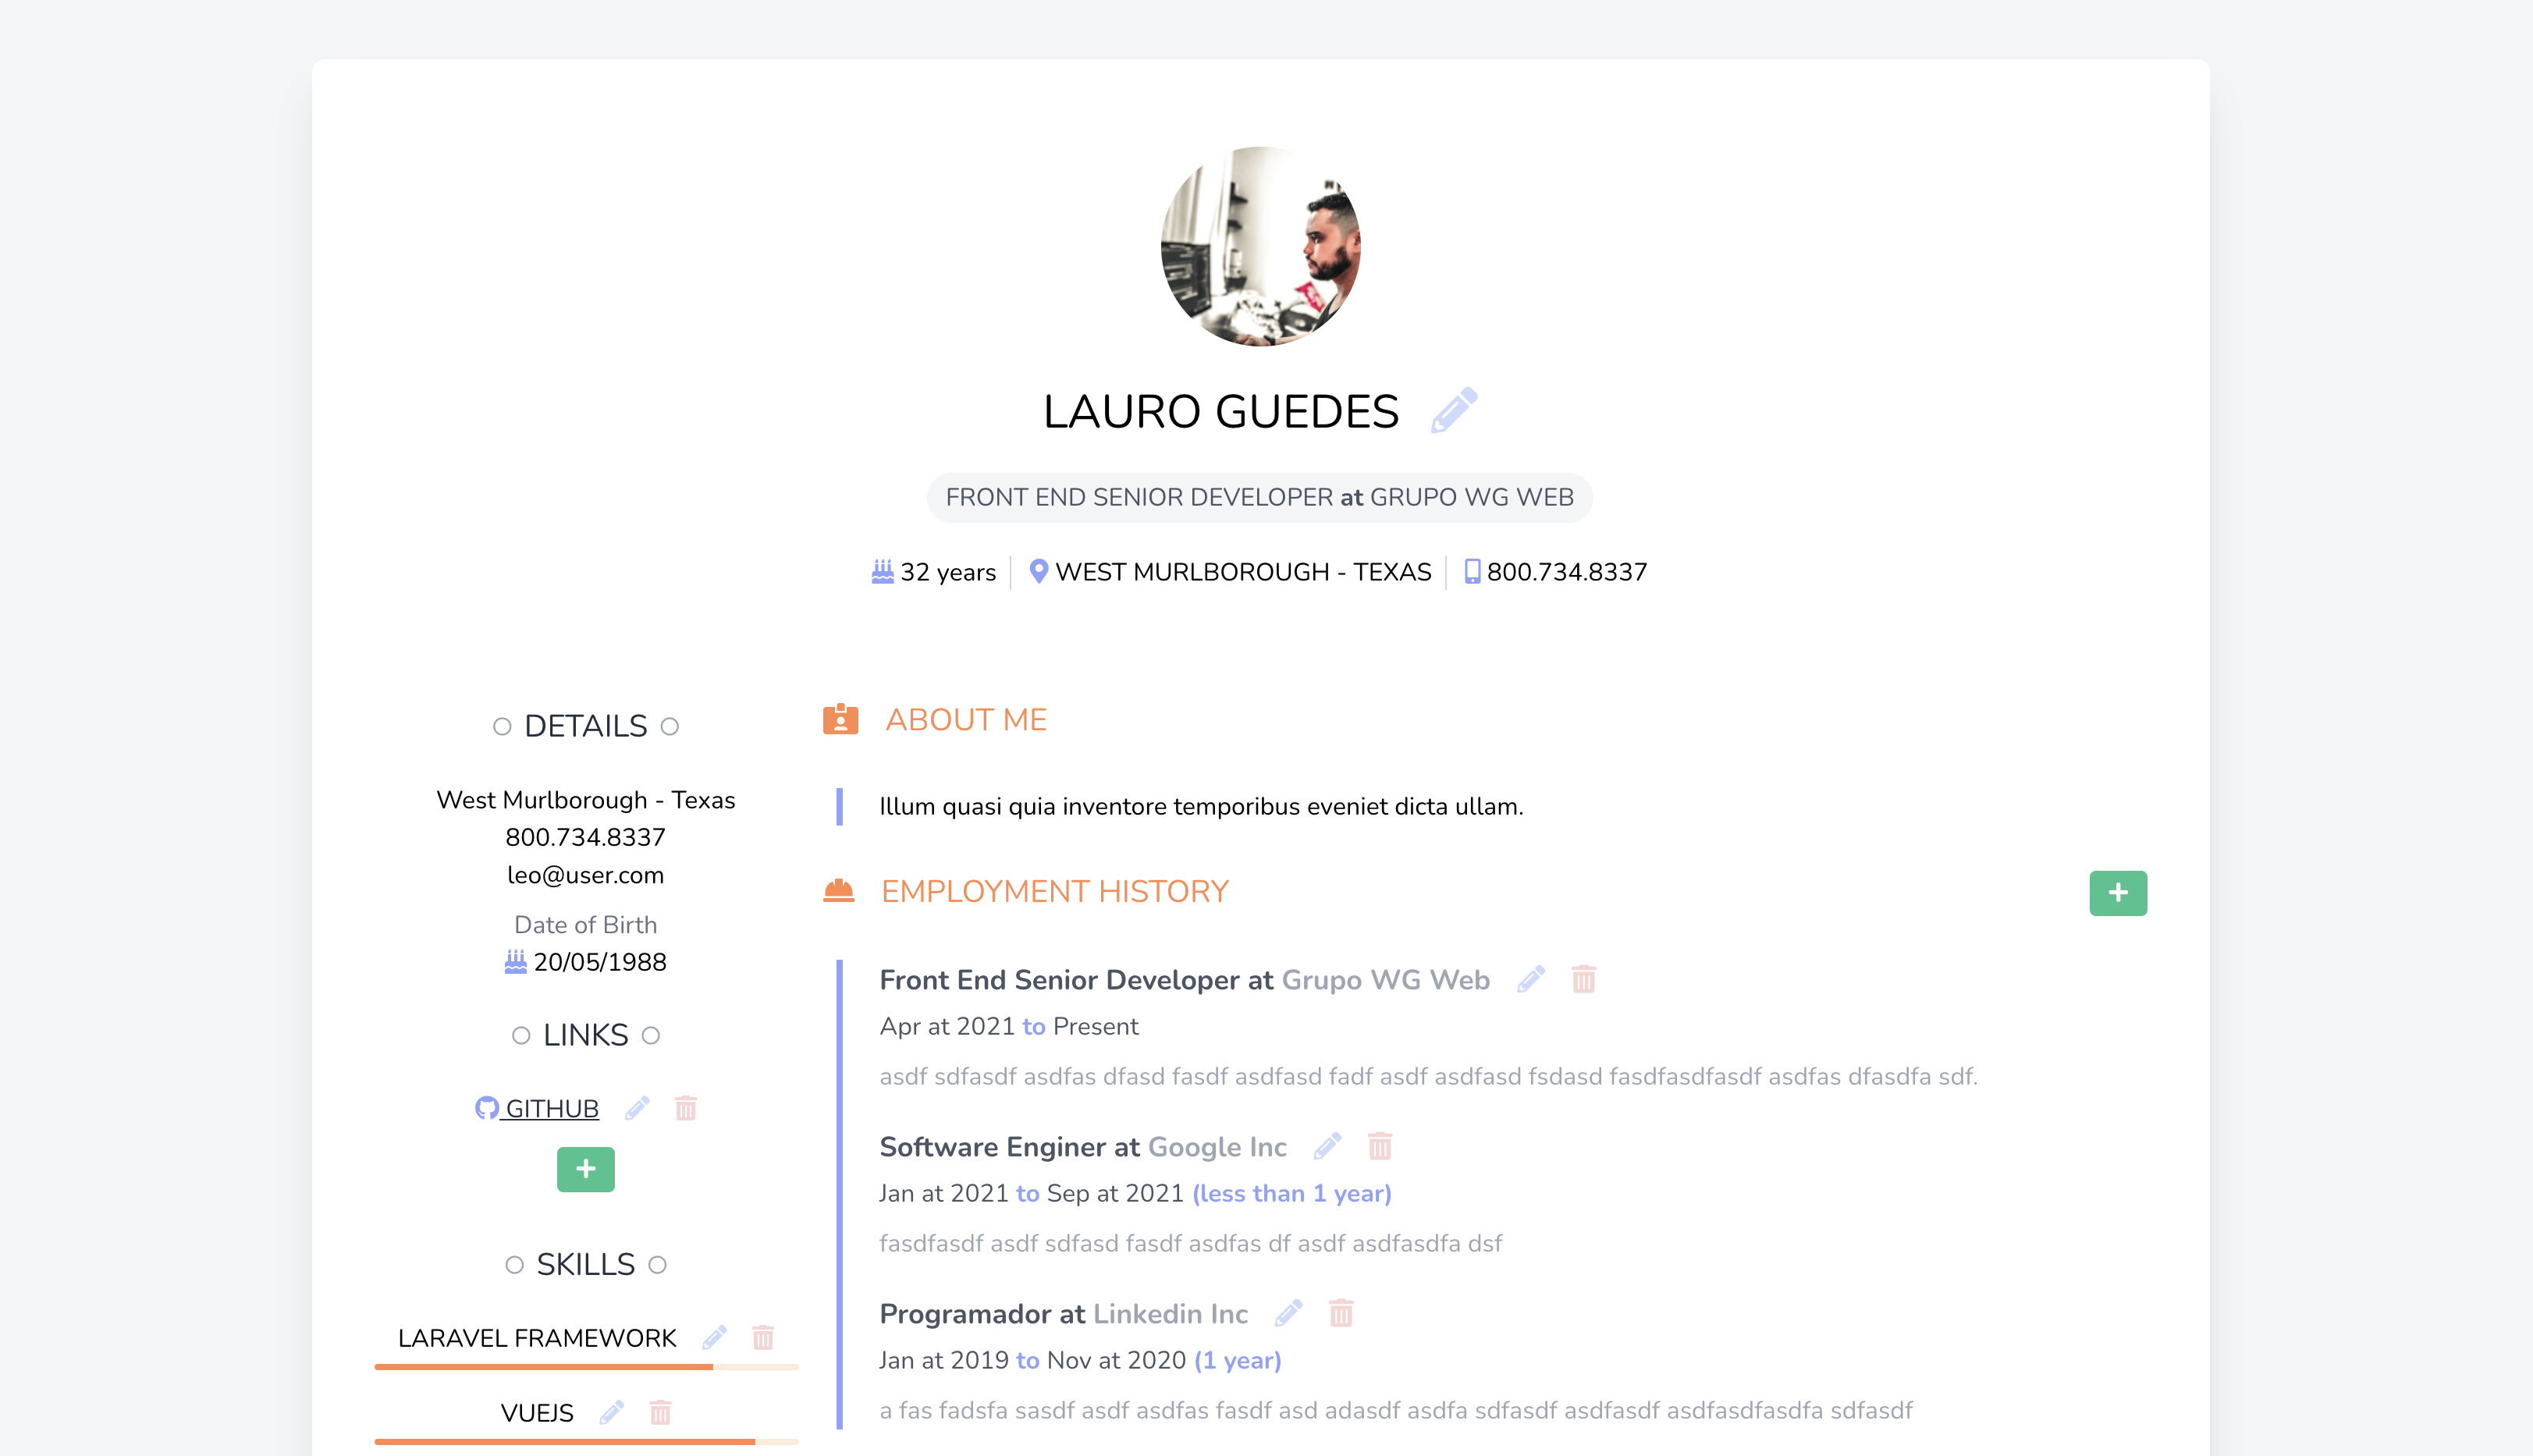 LAURO GUEDES
FRONT END SENIOR DEVELOPER at GRUPO WG WEB
32 years
WEST MURLBOROUGH - TEXAS
800.734.8337
DETAILS
West Murlborough - Texas
800.734.8337
leo@user.com
Date of Birth
20/05/1988
LINKS
GITHUB
SKILLS
LARAVEL FRAMEWORK
VUEJS
ABOUT ME
Illum quasi quia inventore temporibus eveniet dicta ullam.
EMPLOYMENT HISTORY
Front End Senior Developer at Grupo WG Web
Apr at 2021 to Present
asdf sdfasdf asdfas dfasd fasdf asdfasd fadf asdf asdfasd fsdasd fasdfasdfasdf asdfas dfasdfa sdf.
Software Enginer at Google Inc
Jan at 2021 to Sep at 2021 (less than 1 year)
fasdfasdf asdf sdfasd fasdf asdfas df asdf asdfasdfa dsf
Programador at Linkedin Inc
Jan at 2019 to Nov at 2020 (1 year)
a fas fadsfa sasdf asdf asdfas fasdf asd adasdf asdfa sdfasdf asdfasdf asdfasdfasdfa sdfasdf